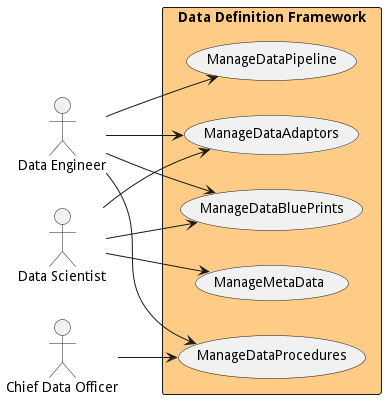 Data Definition Framework
ManageDataPipeline
ManageDataAdaptors
Data Engineer
ManageDataBluePrints
Data Scientist
ManageMetaData
ManageDataProcedures
Chief Data Officer